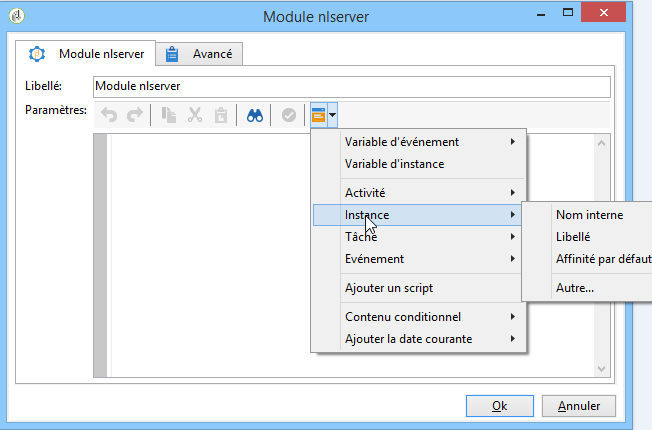 Module nlserver
Module nlserver
Avancé
Libellé:
Module nlserver
Paramètres:
Variable d'événement
Variable d'instance
Activité
Instance
Tâche
Evénement
Ajouter un script
Contenu conditionnel
Ajouter la date courante
Nom interne
Libellé
Affinité par défaut
Autre...
Ok
Annuler